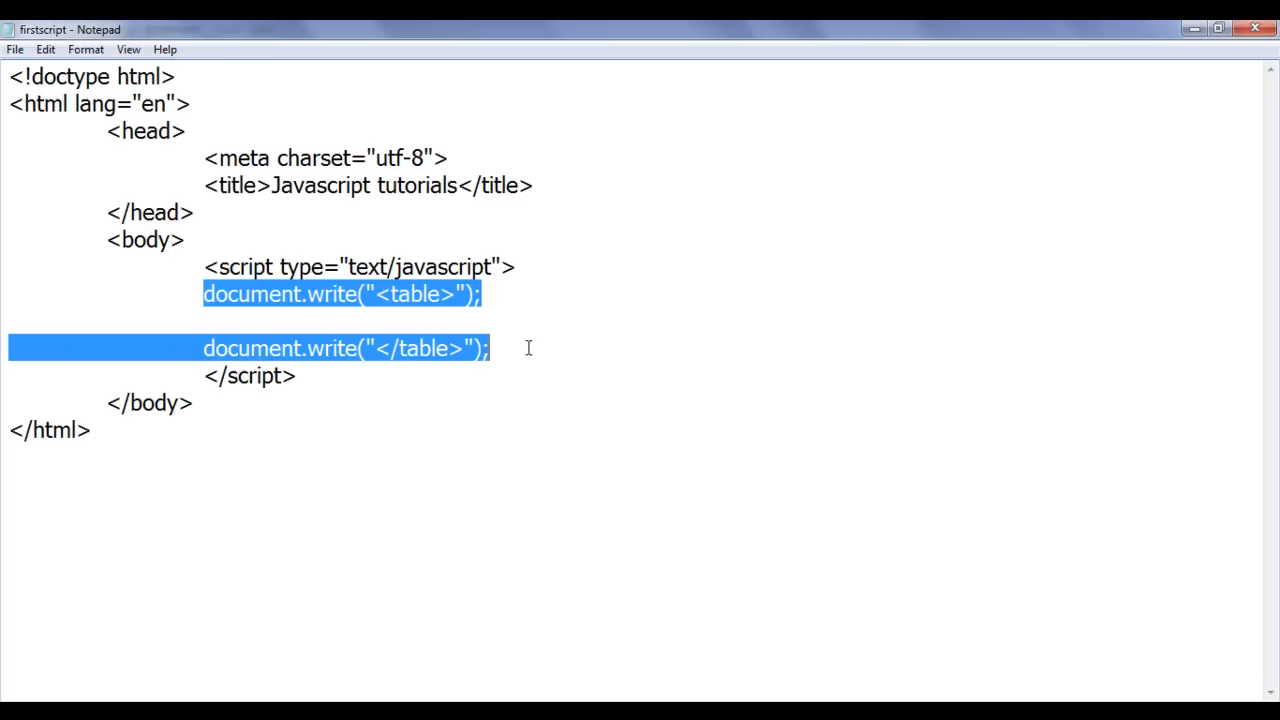 firstscript - Notepad
File Edit Format View Help
<!doctype html>
<html lang="en">
<head>
<meta charset="utf-8">
<title>Javascript tutorials</title>
</head>
<body>
<script type="text/javascript">
document.write("<table>");
document.write("</table>");
</script>
</body>
</html>